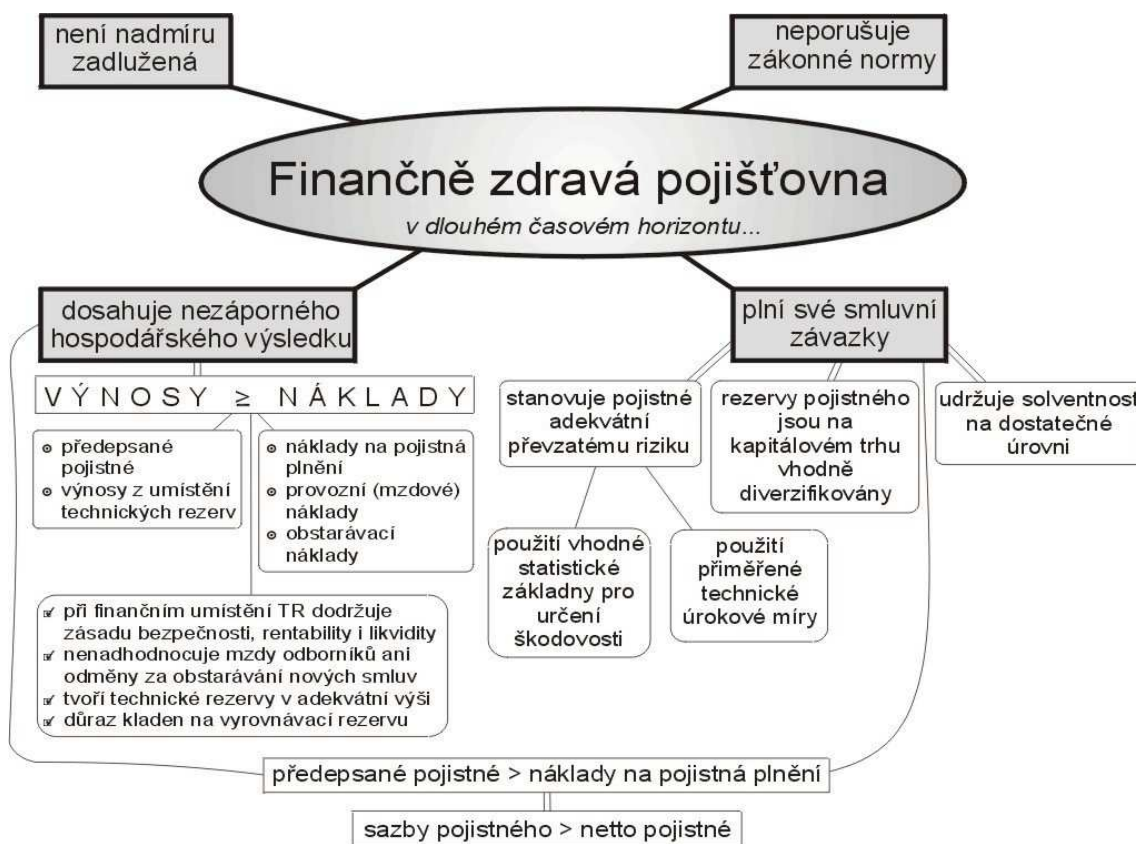 není nadmíru
zadlužená
neporušuje
zákonné normy
Finančně zdravá pojišťovna
v dlouhém časovém horizontu...
dosahuje nezáporného
hospodářského výsledku
plní své smluvní
závazky
VÝNOSY ≥ NÁKLADY
předepsané
pojistné
výnosy z umístění
technických rezerv
náklady na pojistná
plnění
provozní (mzdové)
náklady
obstarávací
náklady
stanovuje pojistné
adekvátní
převzatému riziku
rezervy pojistného
jsou na
kapitálovém trhu
vhodně
diverzifikovány
udržuje solventnost
na dostatečné
úrovni
použití vhodné
statistické
základny pro
určení
škodovosti
použití
přiměřené
technické
úrokové míry
při finančním umístění TR dodržuje
zásadu bezpečnosti, rentability i likvidity
nenadhodnocuje mzdy odborníků ani
odměny za obstarávání nových smluv
tvoří technické rezervy v adekvátní výši
důraz kladen na vyrovnávací rezervu
předepsané pojistné > náklady na pojistná plnění
sazby pojistného > netto pojistné